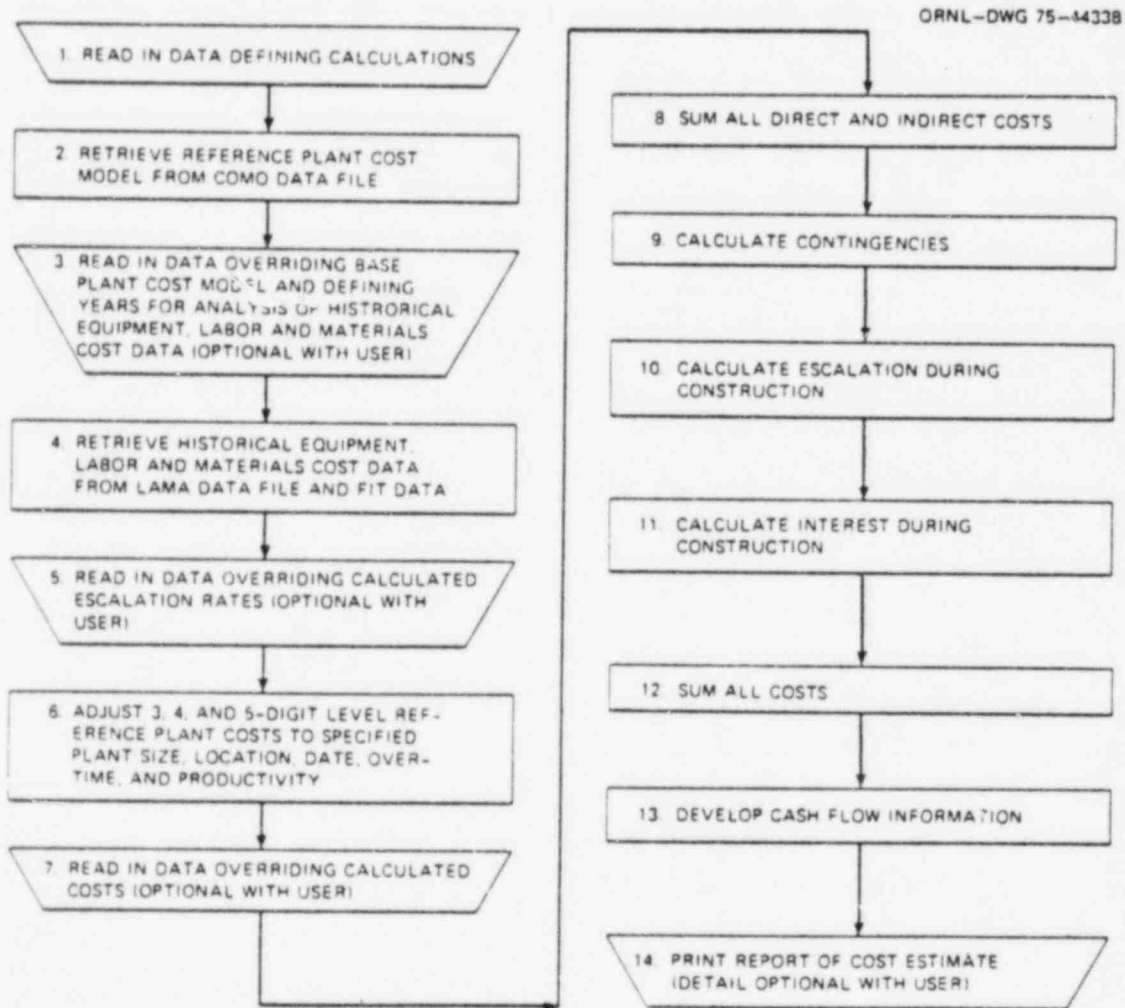 ORNL-DWG 75-44338
1. READ IN DATA DEFINING CALCULATIONS
2. RETRIEVE REFERENCE PLANT COST
MODEL FROM COMO DATA FILE
3. READ IN DATA OVERRIDING BASE
PLANT COST MODEL AND DEFINING
YEARS FOR ANALYSIS OF HISTRORICAL
EQUIPMENT, LABOR AND MATERIALS
COST DATA (OPTIONAL WITH USER)
4. RETRIEVE HISTORICAL EQUIPMENT,
LABOR AND MATERIALS COST DATA
FROM LAMA DATA FILE AND FIT DATA
5. READ IN DATA OVERRIDING CALCULATED
ESCALATION RATES (OPTIONAL WITH
USER)
6. ADJUST 3, 4, AND 5-DIGIT LEVEL REF-
ERENCE PLANT COSTS TO SPECIFIED
PLANT SIZE, LOCATION, DATE, OVER-
TIME, AND PRODUCTIVITY
7. READ IN DATA OVERRIDING CALCULATED
COSTS (OPTIONAL WITH USER)
8. SUM ALL DIRECT AND INDIRECT COSTS
9. CALCULATE CONTINGENCIES
10. CALCULATE ESCALATION DURING
CONSTRUCTION
11. CALCULATE INTEREST DURING
CONSTRUCTION
12. SUM ALL COSTS
13. DEVELOP CASH FLOW INFORMATION
14. PRINT REPORT OF COST ESTIMATE
(DETAIL OPTIONAL WITH USER)